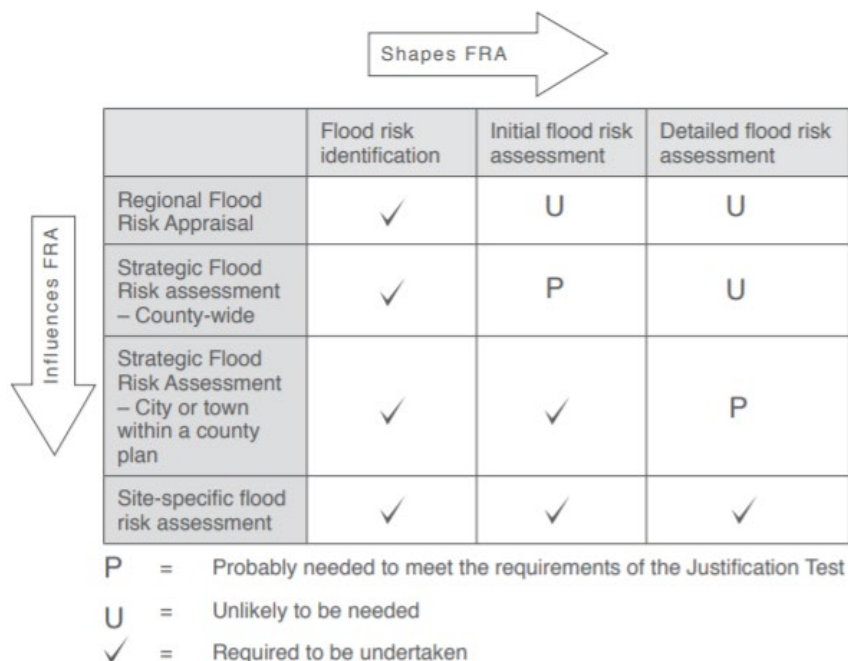 Shapes FRA
Flood risk
identification
Initial flood risk
assessment
Detailed flood risk
assessment
Influences FRA
Regional Flood
Risk Appraisal
✓
U
U
Strategic Flood
Risk assessment
– County-wide
✓
P
U
Strategic Flood
Risk Assessment
– City or town
within a county
plan
✓
✓
P
Site-specific flood
risk assessment
✓
✓
✓
P = Probably needed to meet the requirements of the Justification Test
U = Unlikely to be needed
✓ = Required to be undertaken